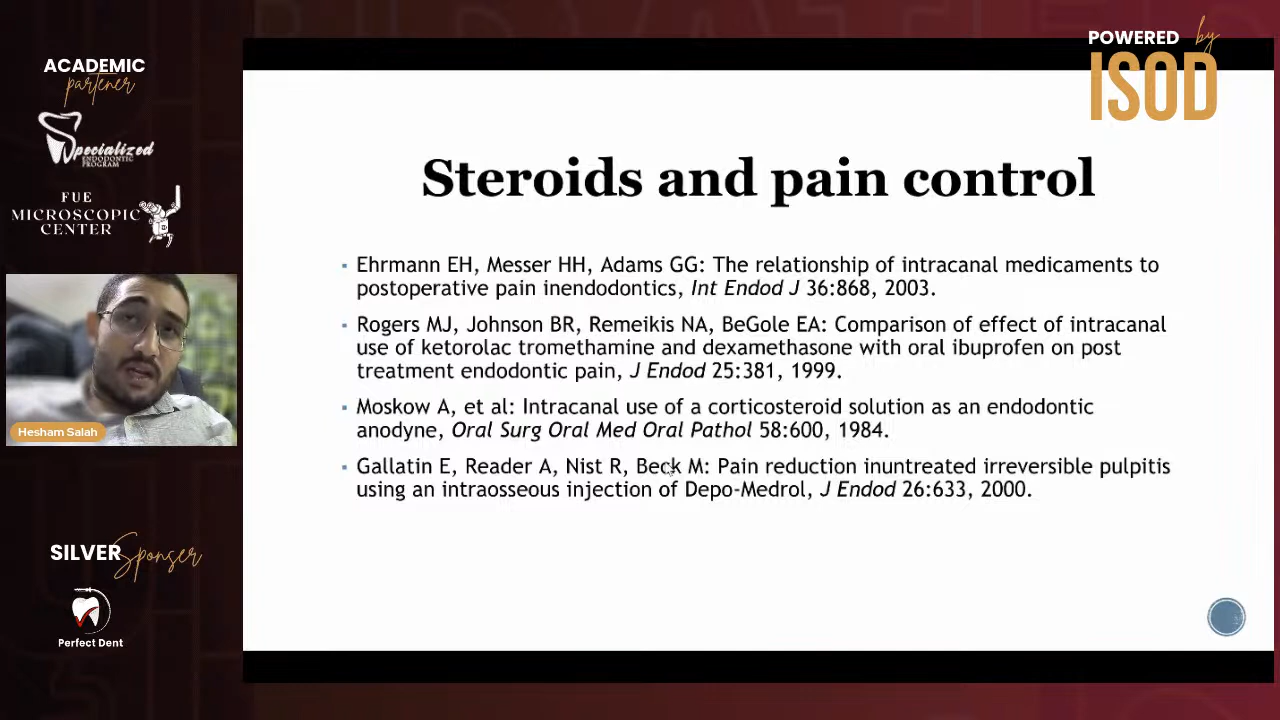 ACADEMIC
partener
Specialized
ENDODONTIC
PROGRAM
FUE
MICROSCOPIC
CENTER
Hesham Salah
SILVER Sponser
Perfect Dent
POWERED by
ISOD
Steroids and pain control
▪ Ehrmann EH, Messer HH, Adams GG: The relationship of intracanal medicaments to
postoperative pain inendodontics, Int Endod J 36:868, 2003.
▪ Rogers MJ, Johnson BR, Remeikis NA, BeGole EA: Comparison of effect of intracanal
use of ketorolac tromethamine and dexamethasone with oral ibuprofen on post
treatment endodontic pain, J Endod 25:381, 1999.
▪ Moskow A, et al: Intracanal use of a corticosteroid solution as an endodontic
anodyne, Oral Surg Oral Med Oral Pathol 58:600, 1984.
▪ Gallatin E, Reader A, Nist R, Beck M: Pain reduction inuntreated irreversible pulpitis
using an intraosseous injection of Depo-Medrol, J Endod 26:633, 2000.